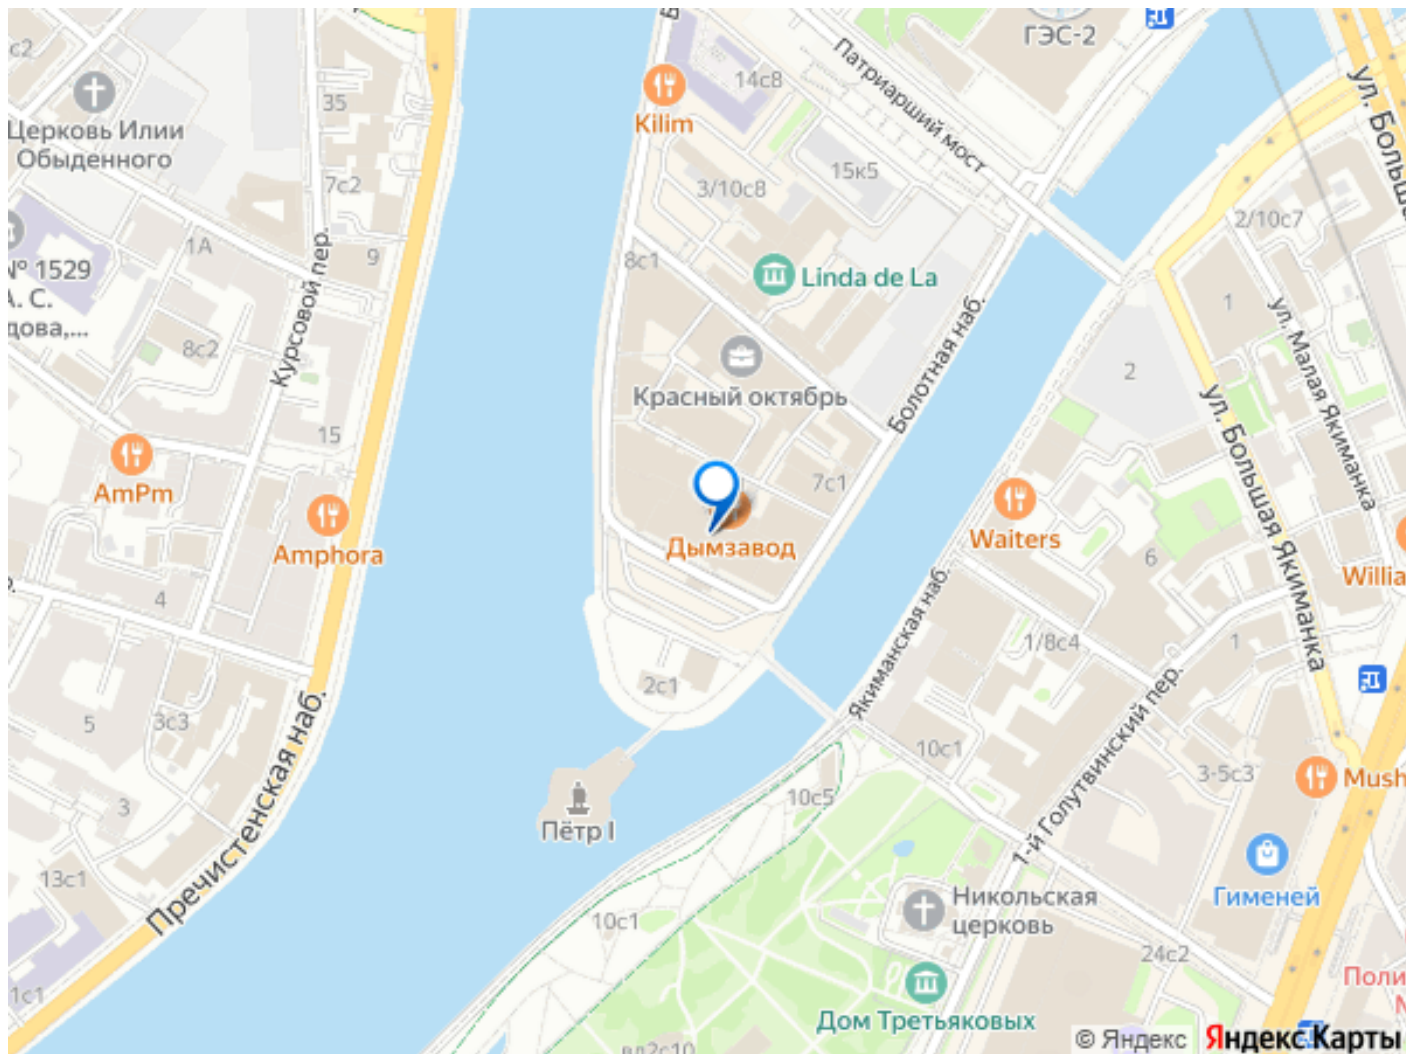 с2
35
Церковь Илии
Обыденного
7с2
1А
9
№ 1529
А. С.
дова,...
8с2
Курсовой пер.
15
AmPm
Amphora
4
5
3с3
3
13с1
1с1
Пречистенская наб.
Kilim
14с8
ГЭС-2
Патриарший мост
15к5
3/10с8
8с1
Linda de La
Красный октябрь
Болотная наб.
7с1
Дымзавод
2с1
Пётр I
ул. Больша
2/10с7
1
2
ул. Малая Якиманка
ул. Большая Якиманка
Waiters
6
Willia
Якиманская наб.
1/8с4
1
1-й Голутвинский пер.
10с1
3-5с3
Mush
10с5
Гименей
Никольская
церковь
10с1
24с2
Дом Третьяковых
вл2с10
Поли
© Яндекс
Яндекс Карты